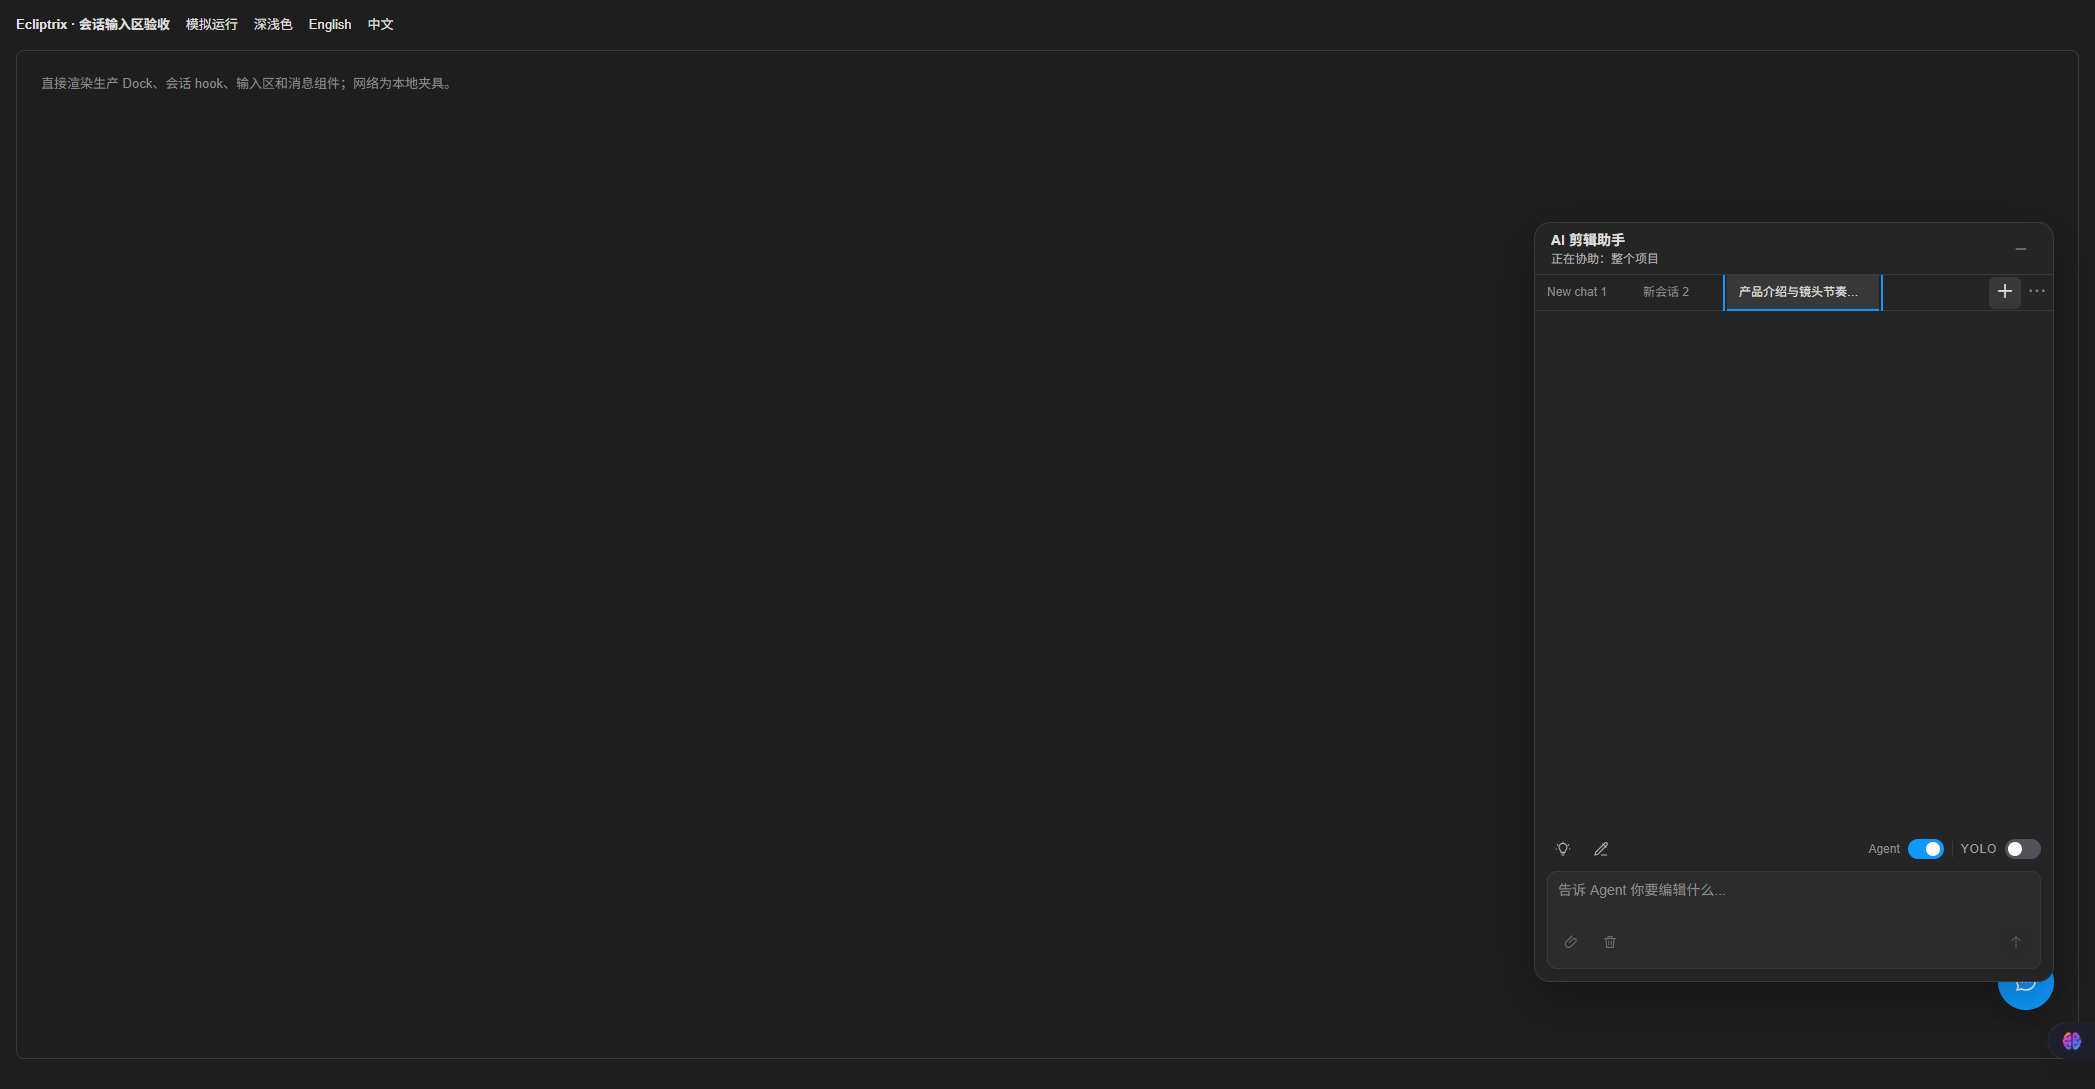 Ecliptrix · 会话输入区验收 模拟运行 深浅色 English 中文
直接渲染生产 Dock、会话 hook、输入区和消息组件；网络为本地夹具。
AI 剪辑助手
正在协助：整个项目
New chat 1 新会话 2 产品介绍与镜头节奏...
Agent YOLO
告诉 Agent 你要编辑什么...